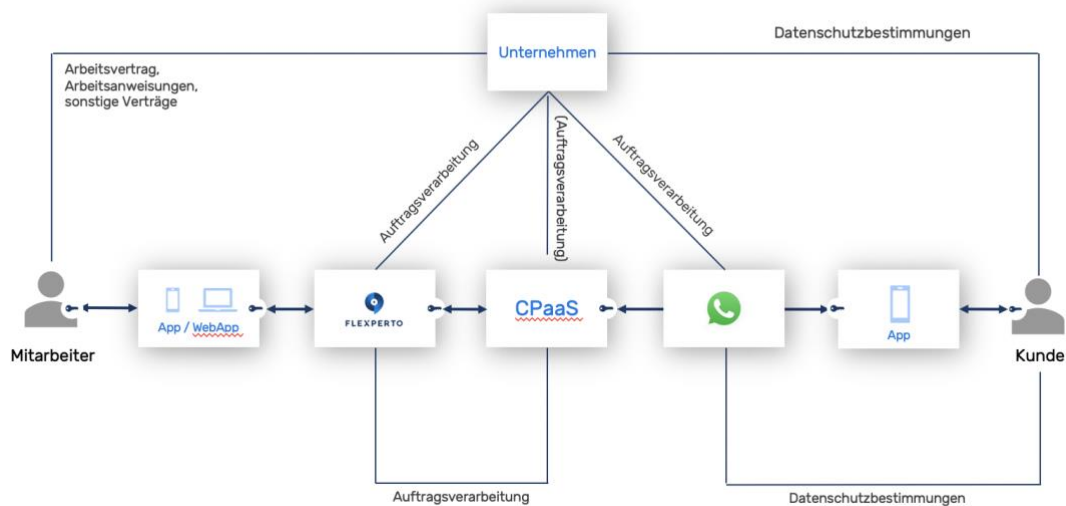 Unternehmen
Datenschutzbestimmungen
Arbeitsvertrag,
Arbeitsanweisungen,
sonstige Verträge
Auftragsverarbeitung
(Auftragsverarbeitung)
Auftragsverarbeitung
App / WebApp
FLEXPERTO
CPaaS
App
Mitarbeiter
Kunde
Auftragsverarbeitung
Datenschutzbestimmungen